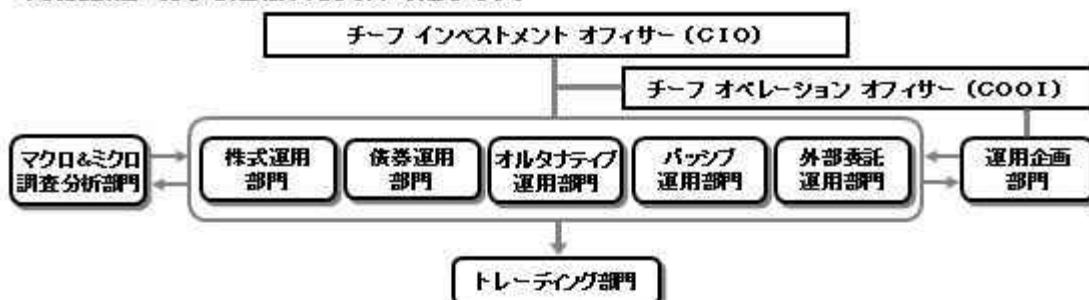 チーフ インベストメント オフィサー (CIO)
チーフ オペレーション オフィサー (COOI)
マクロ&ミクロ
調査分析部門
株式運用
部門
債券運用
部門
オルタナティブ
運用部門
パッシブ
運用部門
外部委託
運用部門
運用企画
部門
トレーディング部門